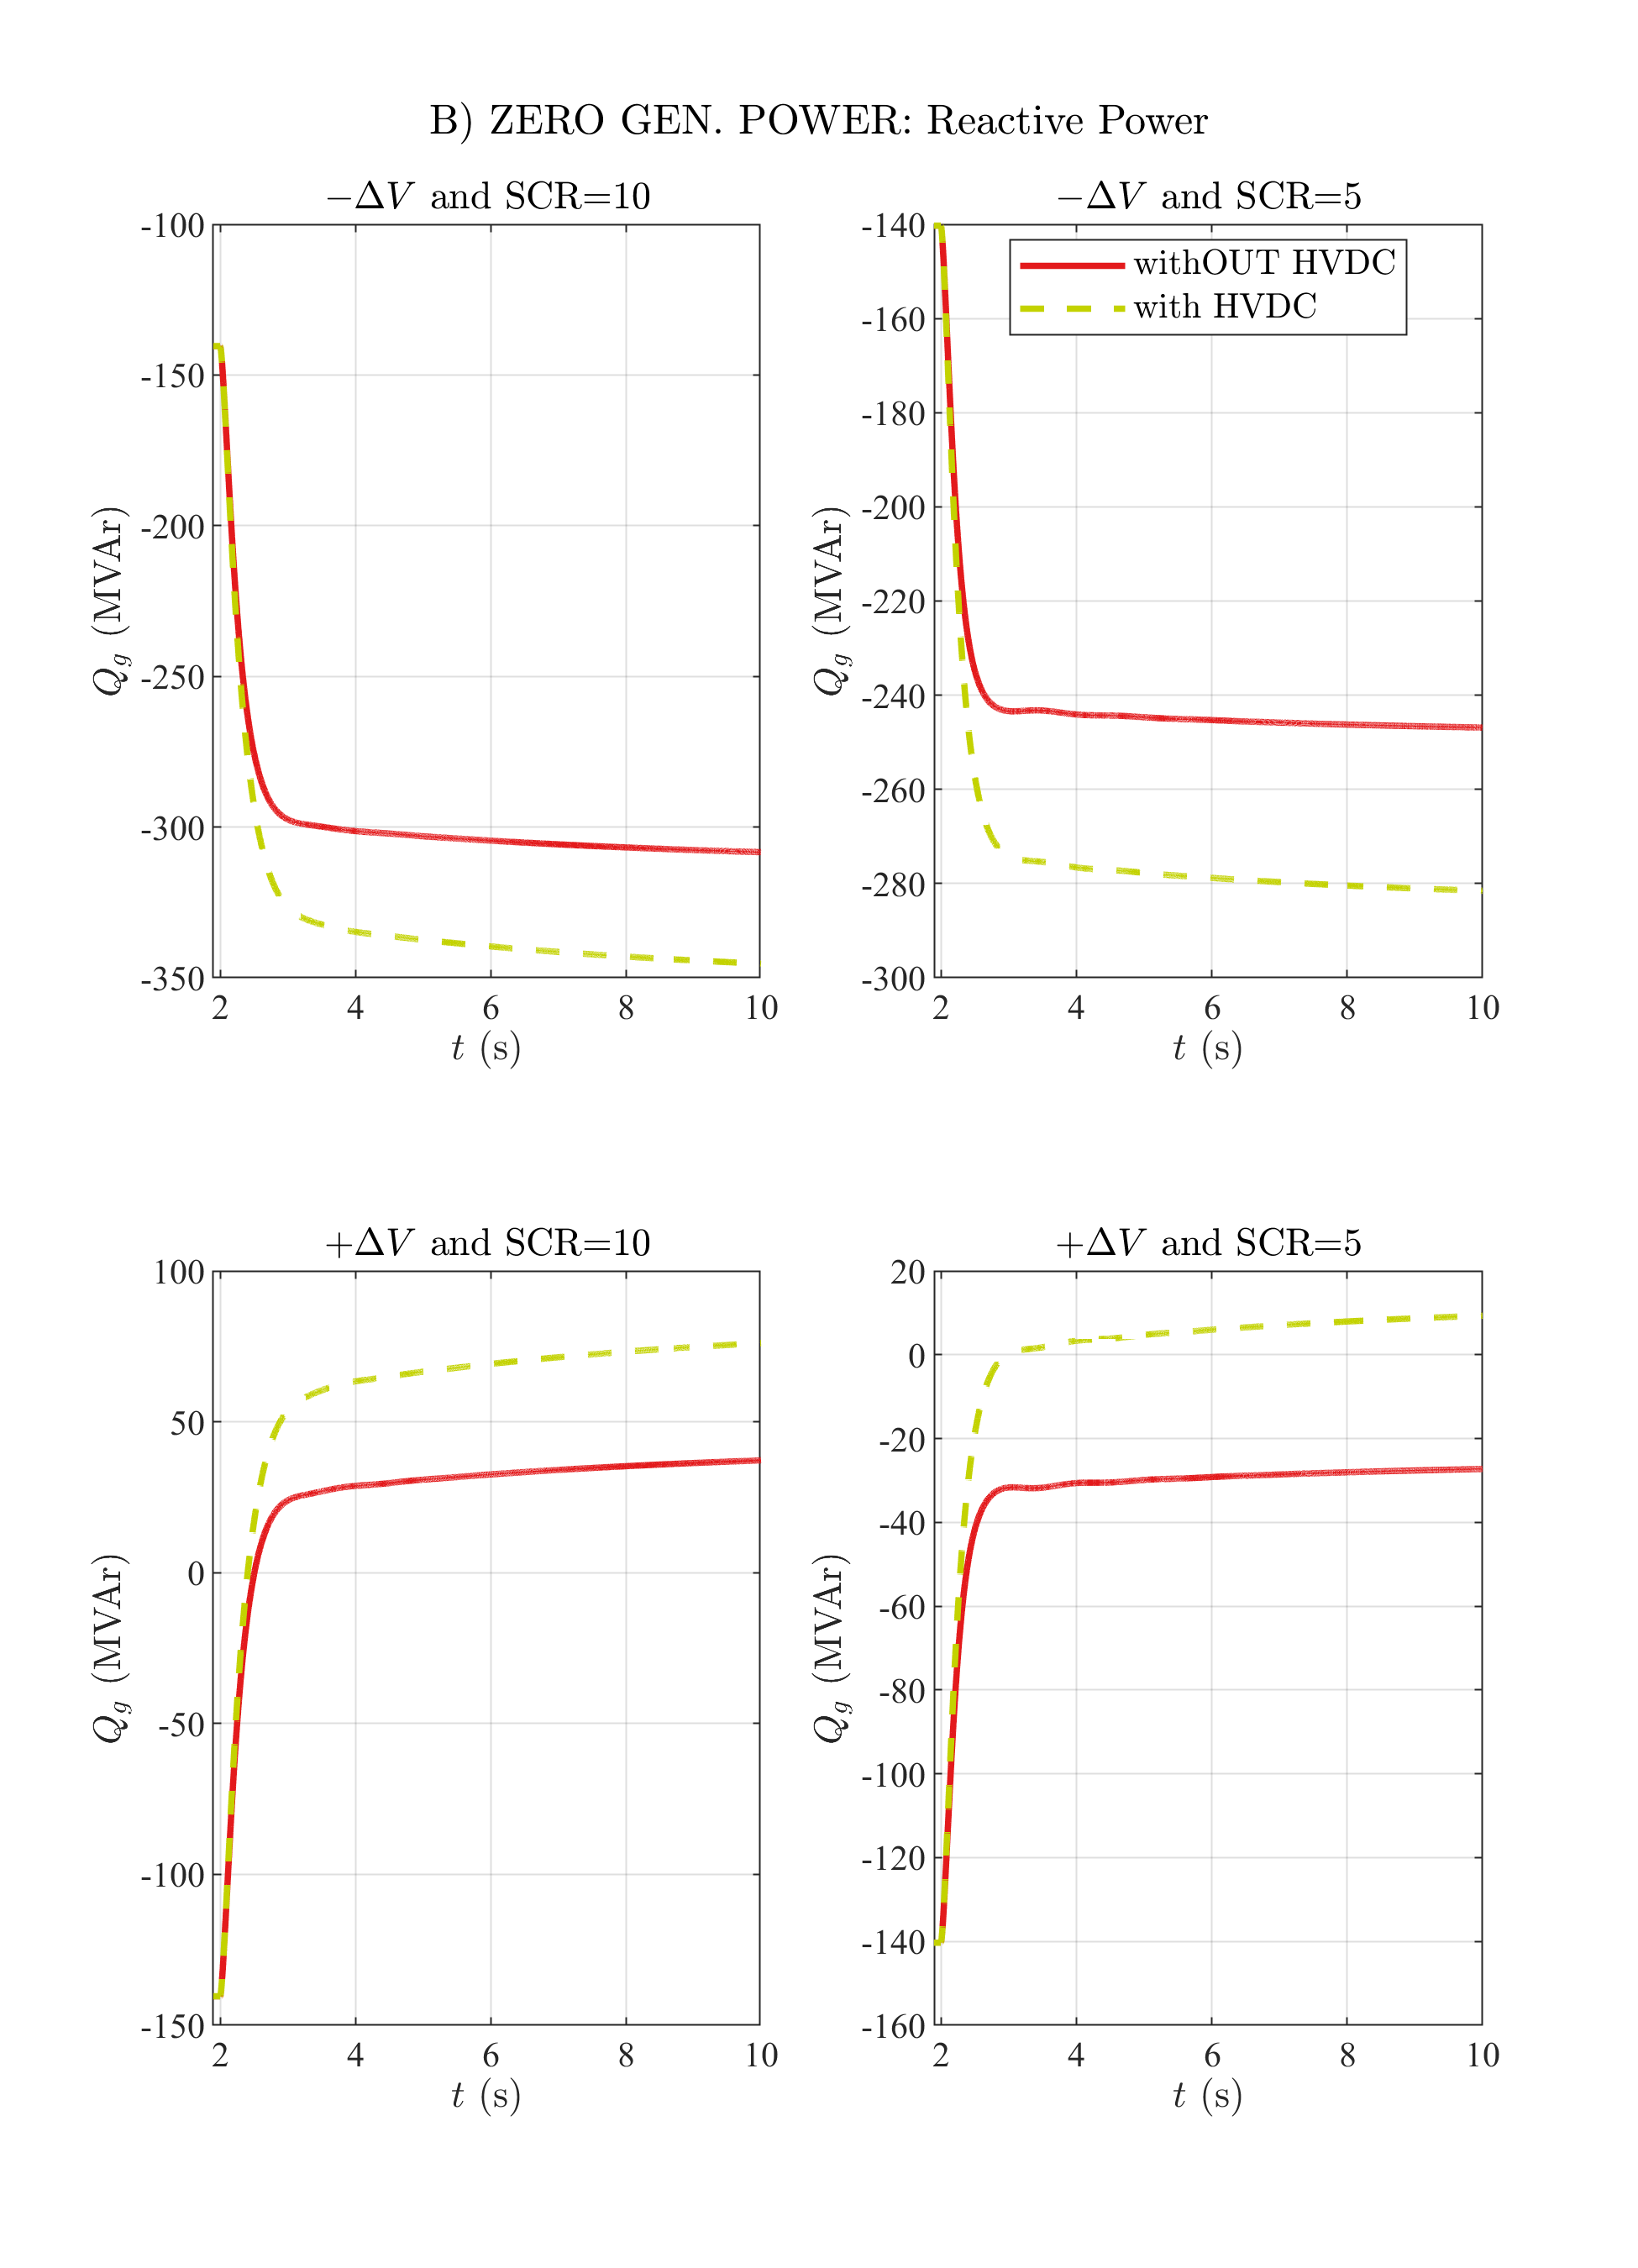 B) ZERO GEN. POWER: Reactive Power
−ΔV and SCR=10
-100
-150
-200
-250
-300
-350
Q_g (MVAr)
2 4 6 8 10
t (s)
−ΔV and SCR=5
withOUT HVDC
with HVDC
-140
-160
-180
-200
-220
-240
-260
-280
-300
Q_g (MVAr)
2 4 6 8 10
t (s)
+ΔV and SCR=10
100
50
0
-50
-100
-150
Q_g (MVAr)
2 4 6 8 10
t (s)
+ΔV and SCR=5
20
0
-20
-40
-60
-80
-100
-120
-140
-160
Q_g (MVAr)
2 4 6 8 10
t (s)